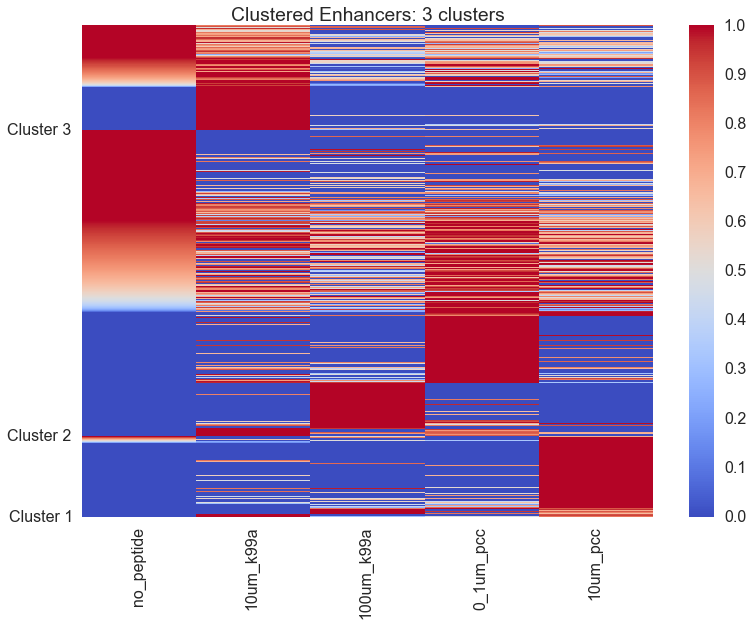 Clustered Enhancers: 3 clusters
Cluster 3
Cluster 2
Cluster 1
no_peptide
10um_k99a
100um_k99a
0_1um_pcc
10um_pcc
1.0
0.9
0.8
0.7
0.6
0.5
0.4
0.3
0.2
0.1
0.0